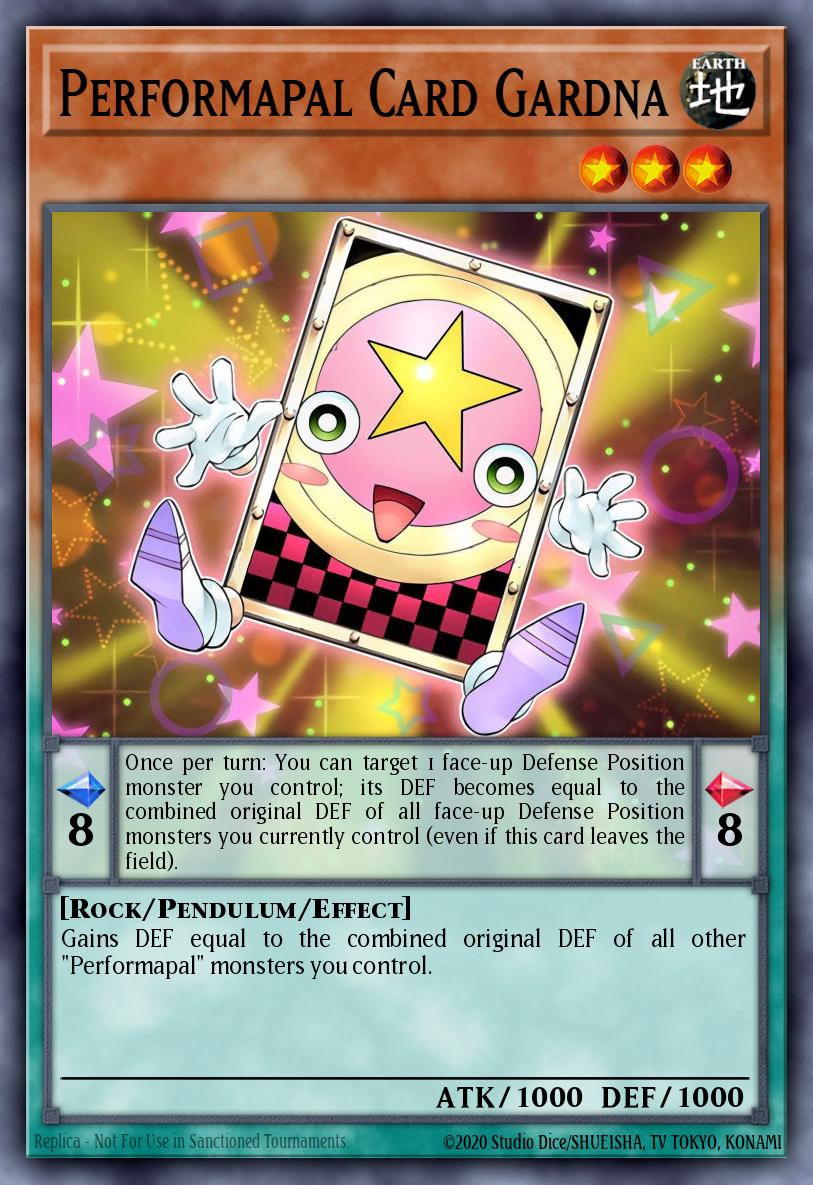 Performapal Card Gardna
EARTH
地
Once per turn: You can target 1 face-up Defense Position
monster you control; its DEF becomes equal to the
combined original DEF of all face-up Defense Position
monsters you currently control (even if this card leaves the
field).
8
8
[Rock/Pendulum/Effect]
Gains DEF equal to the combined original DEF of all other
"Performapal" monsters you control.
ATK/1000 DEF/1000
Replica - Not For Use in Sanctioned Tournaments.
©2020 Studio Dice/SHUEISHA, TV TOKYO, KONAMI